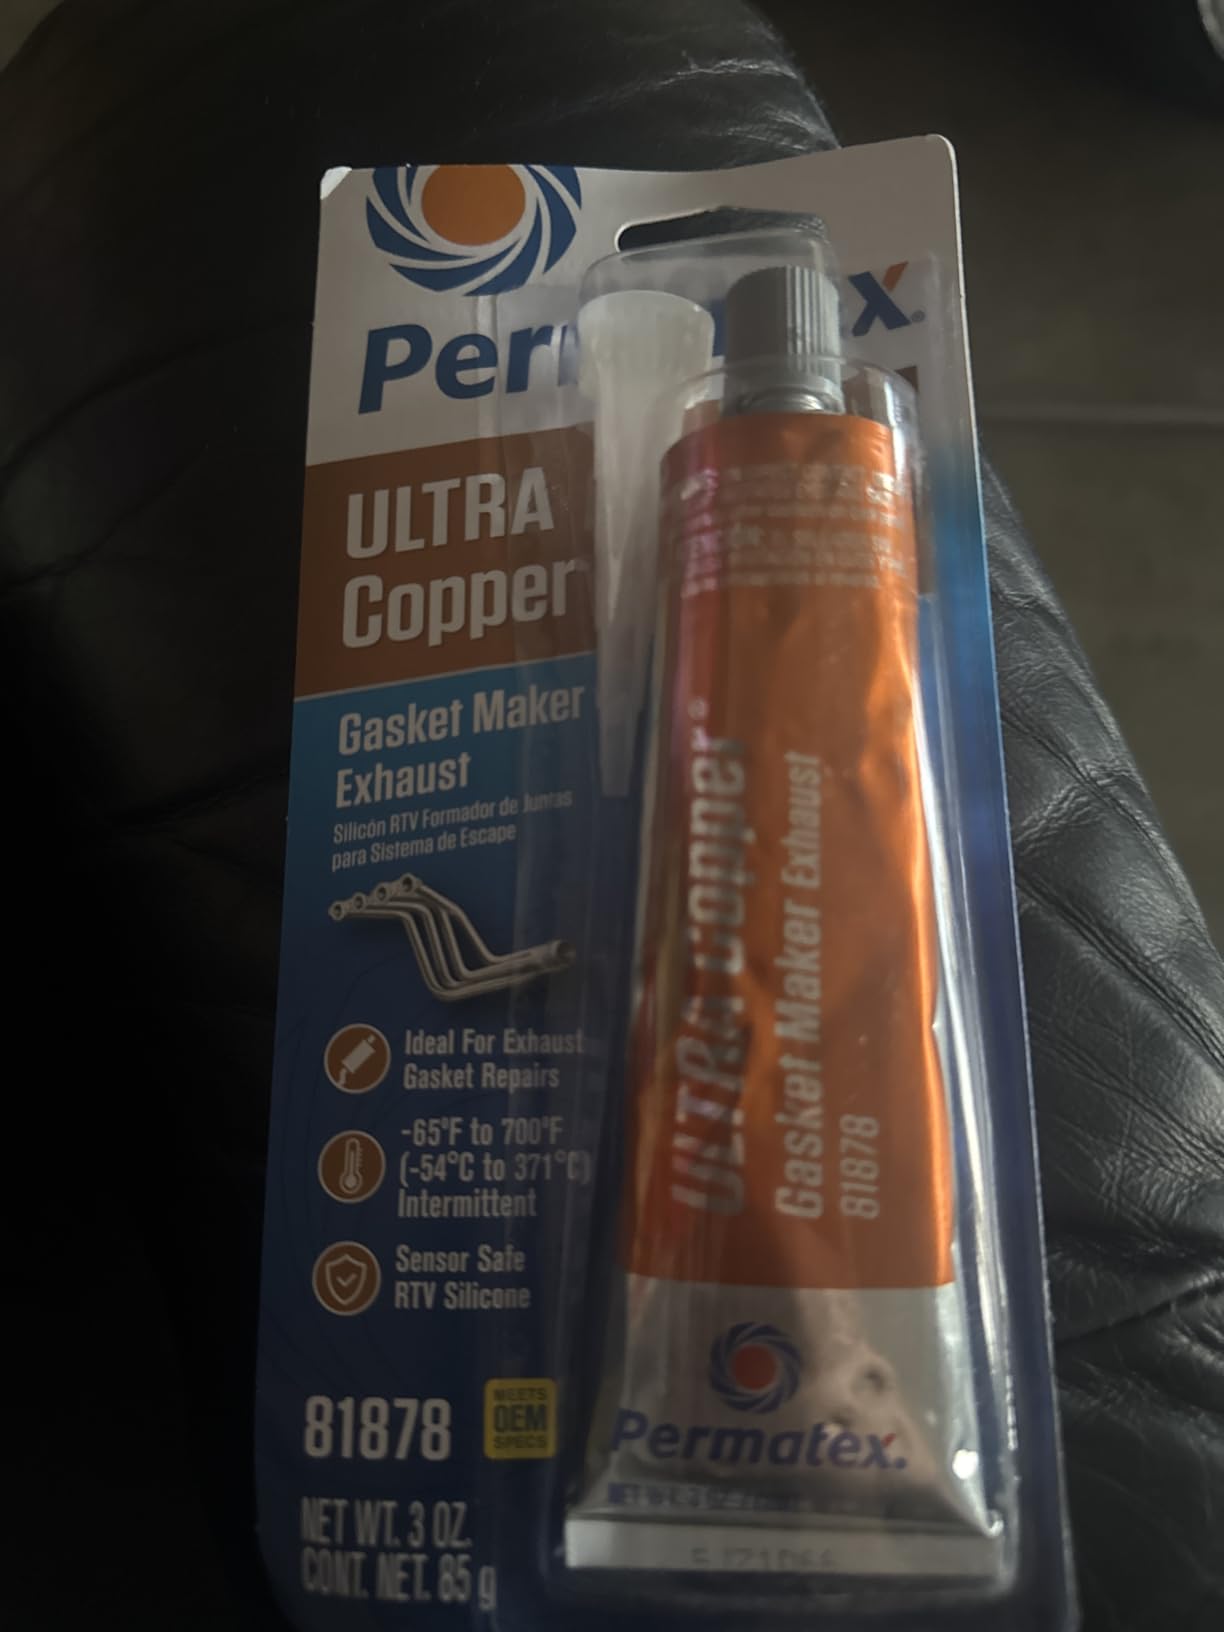 Permatex®
ULTRA
Copper
Gasket Maker
Exhaust
Silicón RTV Formador de Juntas
para Sistema de Escape
Ideal For Exhaust
Gasket Repairs
-65°F to 700°F
(-54°C to 371°C)
Intermittent
Sensor Safe
RTV Silicone
81878
MEETS
OEM
SPECS
NET WT. 3 OZ.
CONT. NET. 85 g
ULTRA Copper®
Gasket Maker Exhaust
81878
Permatex®